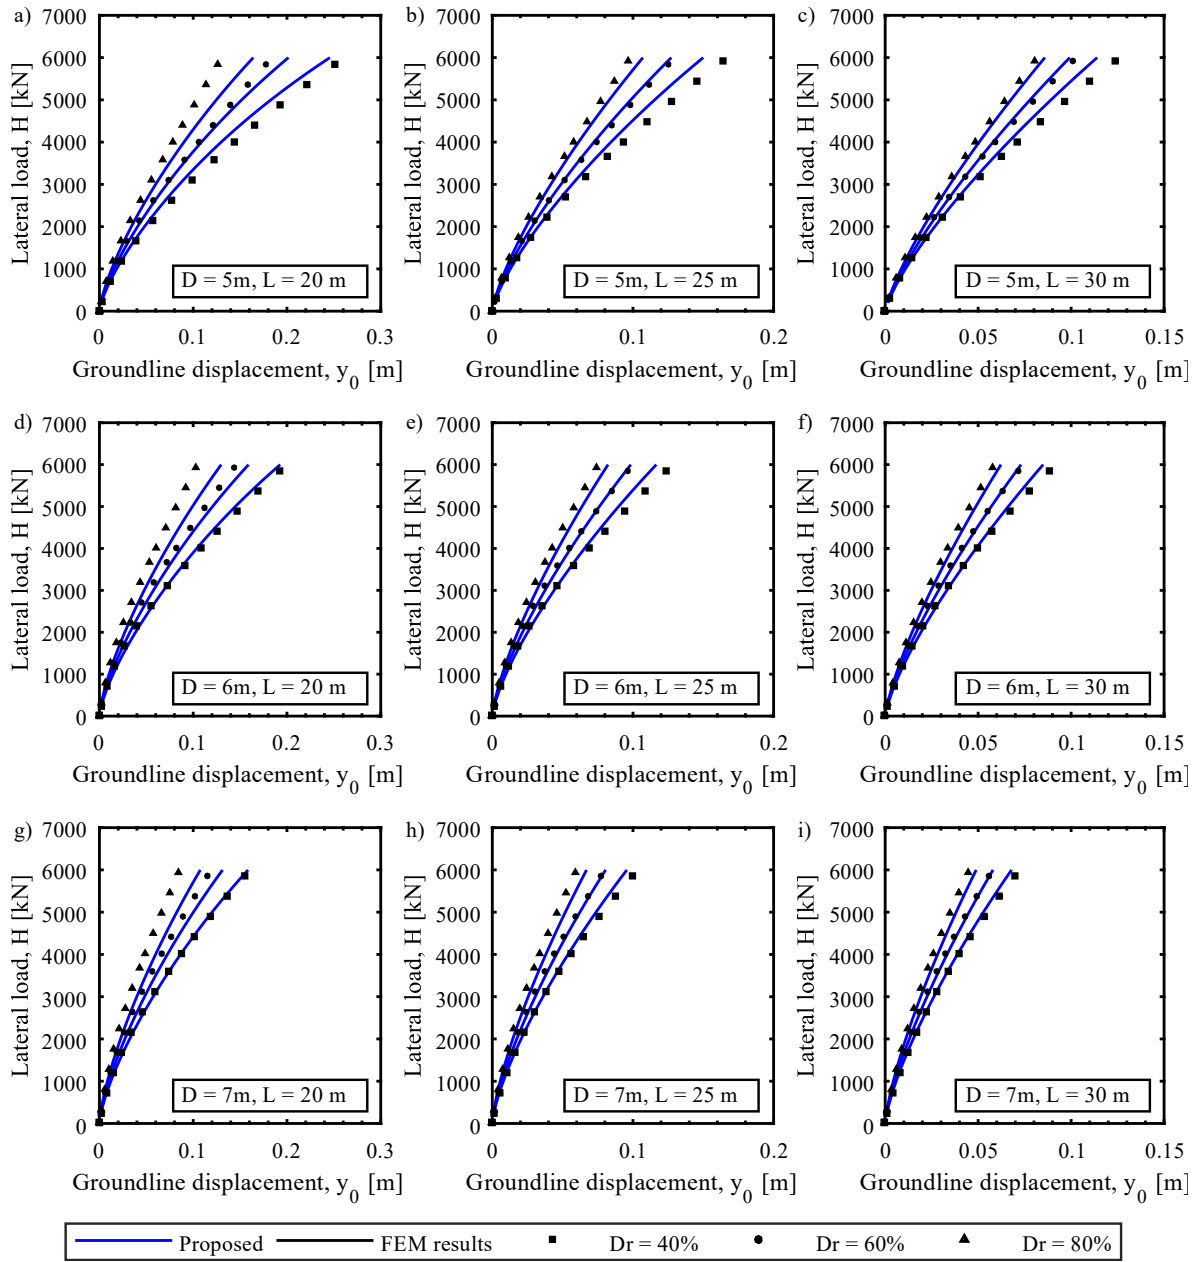 a)
7000
6000
5000
4000
3000
2000
1000
0
Lateral load, H [kN]
D = 5m, L = 20 m
0 0.1 0.2 0.3
Groundline displacement, y0 [m]
b)
7000
6000
5000
4000
3000
2000
1000
0
Lateral load, H [kN]
D = 5m, L = 25 m
0 0.1 0.2
Groundline displacement, y0 [m]
c)
7000
6000
5000
4000
3000
2000
1000
0
Lateral load, H [kN]
D = 5m, L = 30 m
0 0.05 0.1 0.15
Groundline displacement, y0 [m]
d)
7000
6000
5000
4000
3000
2000
1000
0
Lateral load, H [kN]
D = 6m, L = 20 m
0 0.1 0.2 0.3
Groundline displacement, y0 [m]
e)
7000
6000
5000
4000
3000
2000
1000
0
Lateral load, H [kN]
D = 6m, L = 25 m
0 0.1 0.2
Groundline displacement, y0 [m]
f)
7000
6000
5000
4000
3000
2000
1000
0
Lateral load, H [kN]
D = 6m, L = 30 m
0 0.05 0.1 0.15
Groundline displacement, y0 [m]
g)
7000
6000
5000
4000
3000
2000
1000
0
Lateral load, H [kN]
D = 7m, L = 20 m
0 0.1 0.2 0.3
Groundline displacement, y0 [m]
h)
7000
6000
5000
4000
3000
2000
1000
0
Lateral load, H [kN]
D = 7m, L = 25 m
0 0.1 0.2
Groundline displacement, y0 [m]
i)
7000
6000
5000
4000
3000
2000
1000
0
Lateral load, H [kN]
D = 7m, L = 30 m
0 0.05 0.1 0.15
Groundline displacement, y0 [m]
Proposed FEM results Dr = 40% Dr = 60% Dr = 80%